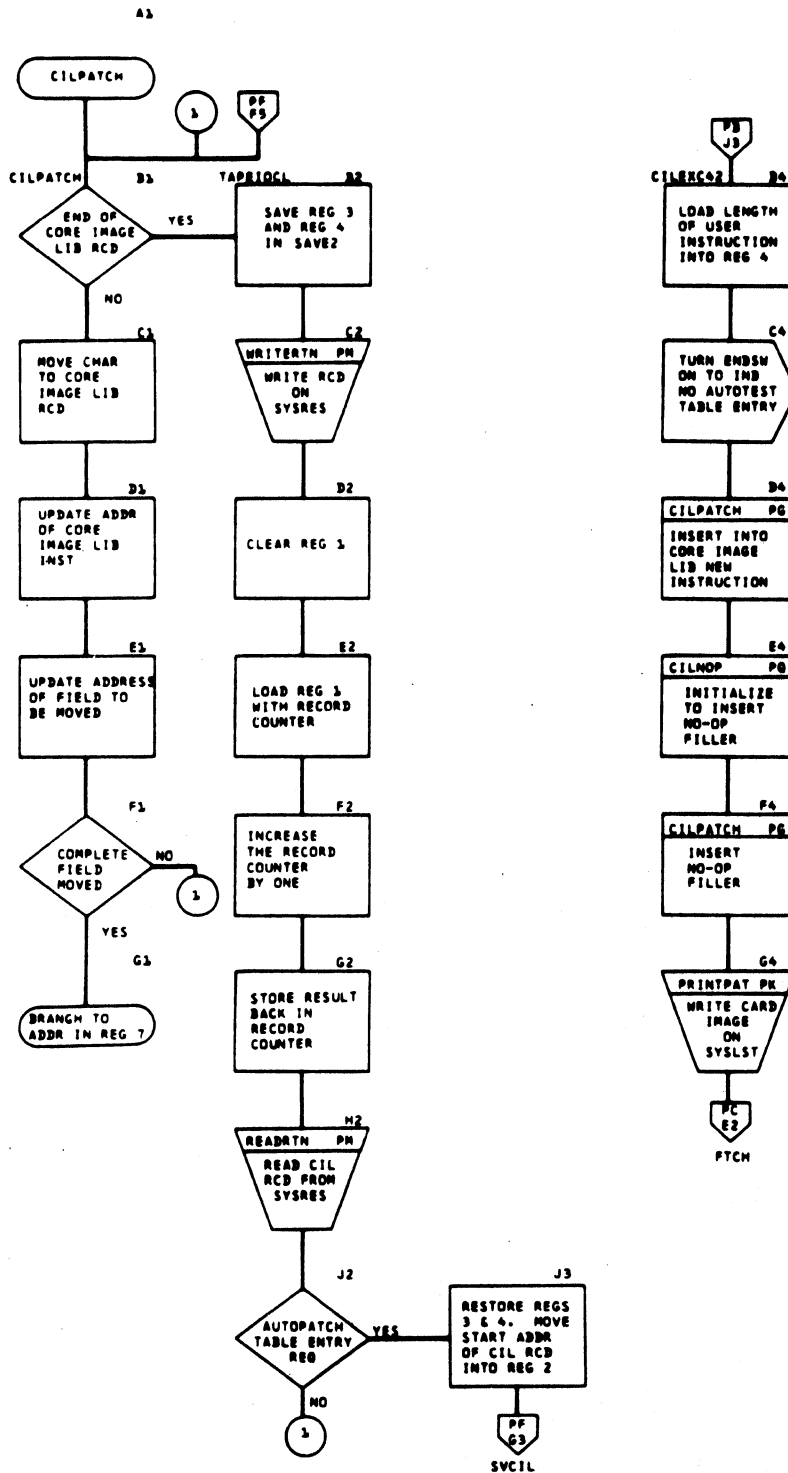 A1
CILPATCH
1
PF
F5
CILPATCH
B1
END OF
CORE IMAGE
LIB RCD
YES
NO
C1
MOVE CHAR
TO CORE
IMAGE LIB
RCD
D1
UPDATE ADDR
OF CORE
IMAGE LIB
INST
E1
UPDATE ADDRESS
OF FIELD TO
BE MOVED
F1
COMPLETE
FIELD
MOVED
NO
1
YES
G1
BRANCH TO
ADDR IN REG 7
TAPEIOCL
B2
SAVE REG 3
AND REG 4
IN SAVE2
C2
WRITERTN PM
WRITE RCD
ON
SYSRES
D2
CLEAR REG 1
E2
LOAD REG 1
WITH RECORD
COUNTER
F2
INCREASE
THE RECORD
COUNTER
BY ONE
G2
STORE RESULT
BACK IN
RECORD
COUNTER
H2
READRTN PM
READ CIL
RCD FROM
SYSRES
J2
AUTOPATCH
TABLE ENTRY
REQ
YES
NO
1
J3
RESTORE REGS
3 & 4. MOVE
START ADDR
OF CIL RCD
INTO REG 2
PF
G3
SVCIL
PB
J3
CILEXC42
B4
LOAD LENGTH
OF USER
INSTRUCTION
INTO REG 4
C4
TURN ENDSW
ON TO IND
NO AUTOTEST
TABLE ENTRY
D4
CILPATCH PG
INSERT INTO
CORE IMAGE
LIB NEW
INSTRUCTION
E4
CILNOP PQ
INITIALIZE
TO INSERT
NO-OP
FILLER
F4
CILPATCH PG
INSERT
NO-OP
FILLER
G4
PRINTPAT PK
WRITE CARD
IMAGE
ON
SYSLST
PC
E2
FTCH